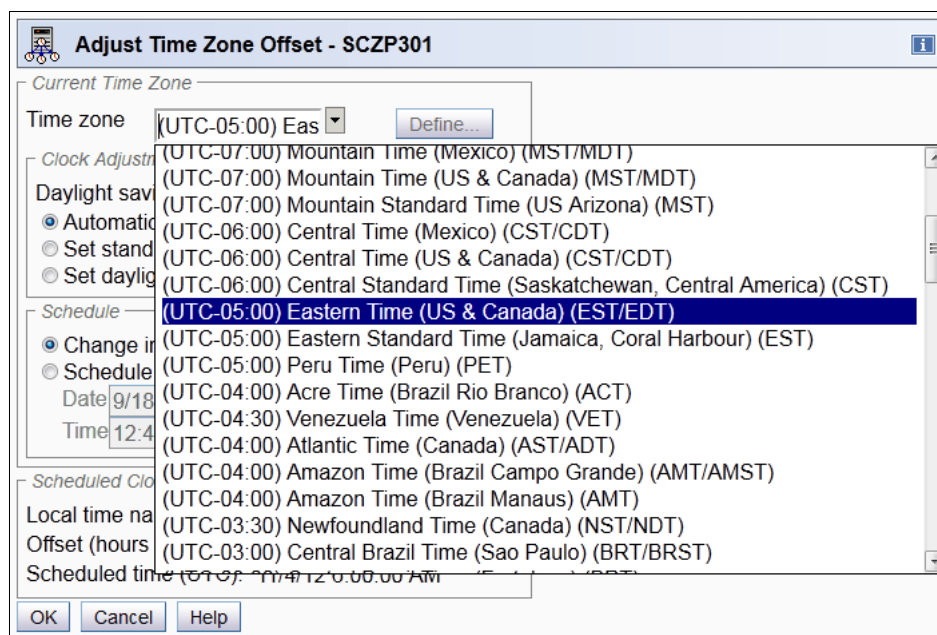 Adjust Time Zone Offset - SCZP301
i
Current Time Zone
Time zone
(UTC-05:00) Eas
Define...
(UTC-07:00) Mountain Time (Mexico) (MST/MDT)
Clock Adjustm
(UTC-07:00) Mountain Time (US & Canada) (MST/MDT)
Daylight savi
(UTC-07:00) Mountain Standard Time (US Arizona) (MST)
Automatic
(UTC-06:00) Central Time (Mexico) (CST/CDT)
Set stand
(UTC-06:00) Central Time (US & Canada) (CST/CDT)
Set daylig
(UTC-06:00) Central Standard Time (Saskatchewan, Central America) (CST)
Schedule
(UTC-05:00) Eastern Time (US & Canada) (EST/EDT)
Change in
(UTC-05:00) Eastern Standard Time (Jamaica, Coral Harbour) (EST)
Schedule
(UTC-05:00) Peru Time (Peru) (PET)
Date 9/18
(UTC-04:00) Acre Time (Brazil Rio Branco) (ACT)
(UTC-04:30) Venezuela Time (Venezuela) (VET)
Time 12:4
(UTC-04:00) Atlantic Time (Canada) (AST/ADT)
(UTC-04:00) Amazon Time (Brazil Campo Grande) (AMT/AMST)
Scheduled Clo
(UTC-04:00) Amazon Time (Brazil Manaus) (AMT)
Local time na
(UTC-03:30) Newfoundland Time (Canada) (NST/NDT)
Offset (hours
(UTC-03:00) Central Brazil Time (Sao Paulo) (BRT/BRST)
Scheduled time
OK
Cancel
Help